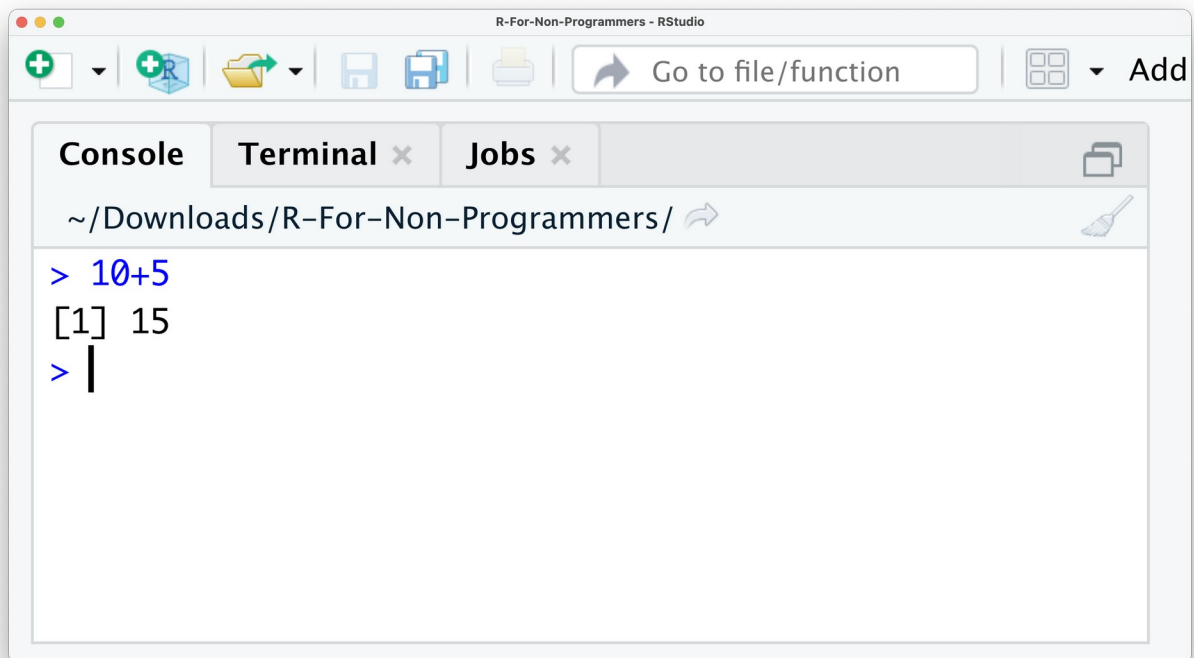 R-For-Non-Programmers - RStudio
R Go to file/function Add
Console Terminal × Jobs ×
~/Downloads/R-For-Non-Programmers/
> 10+5
[1] 15
>